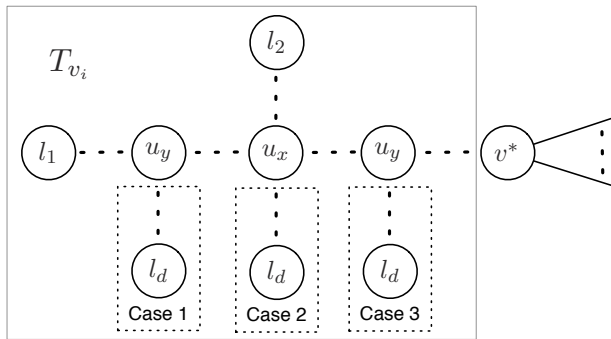 l_2
T_{v_i}
l_1 u_y u_x u_y v*
l_d l_d l_d
Case 1 Case 2 Case 3